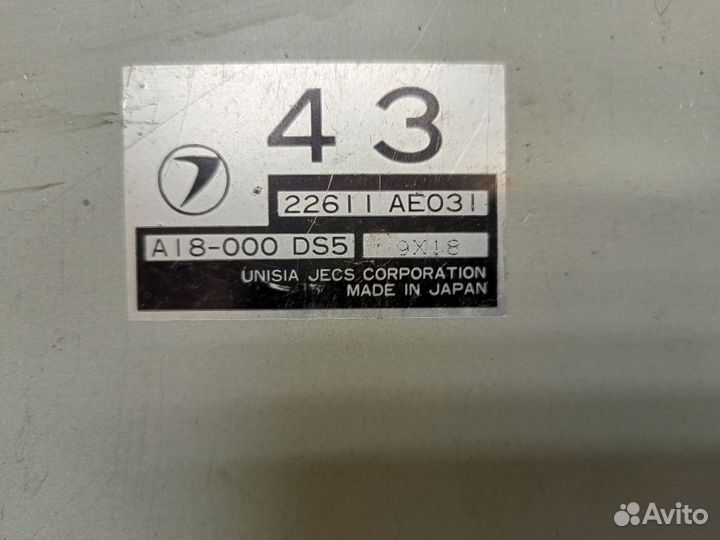 43
22611 AE031
A18-000 DS5 9X18
UNISIA JECS CORPORATION
MADE IN JAPAN
Avito